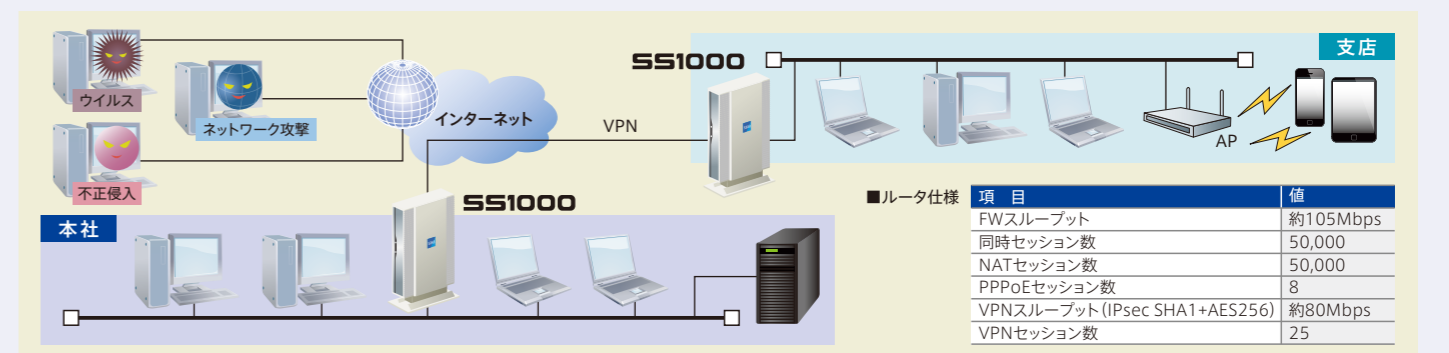 ウイルス
ネットワーク攻撃
不正侵入
インターネット
VPN
SS1000
支店
AP
SS1000
本社
■ルータ仕様
項 目 値
FWスループット 約105Mbps
同時セッション数 50,000
NATセッション数 50,000
PPPoEセッション数 8
VPNスループット(IPsec SHA1+AES256) 約80Mbps
VPNセッション数 25